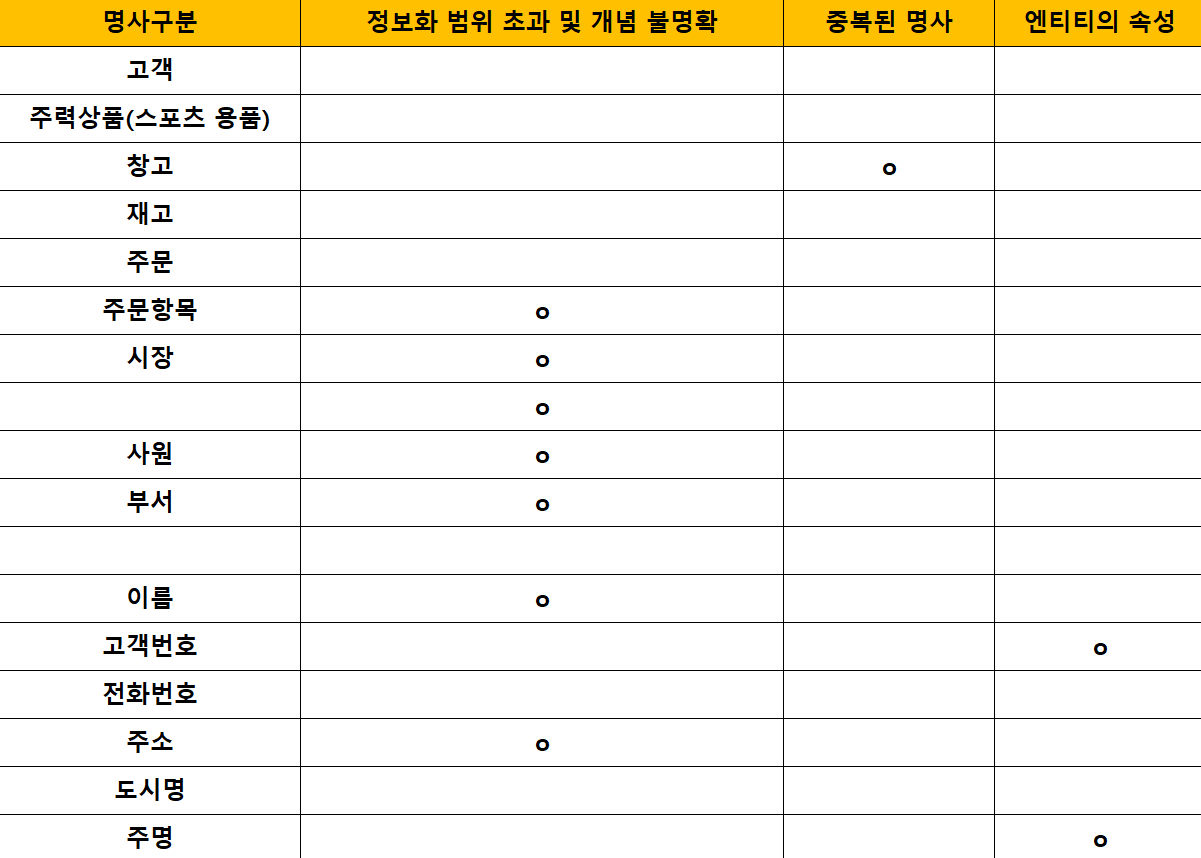 명사구분 정보화 범위 초과 및 개념 불명확 중복된 명사 엔티티의 속성
고객
주력상품(스포츠 용품)
창고 o
재고
주문
주문항목 o
시장 o
o
사원 o
부서 o
이름 o
고객번호 o
전화번호
주소 o
도시명
주명 o